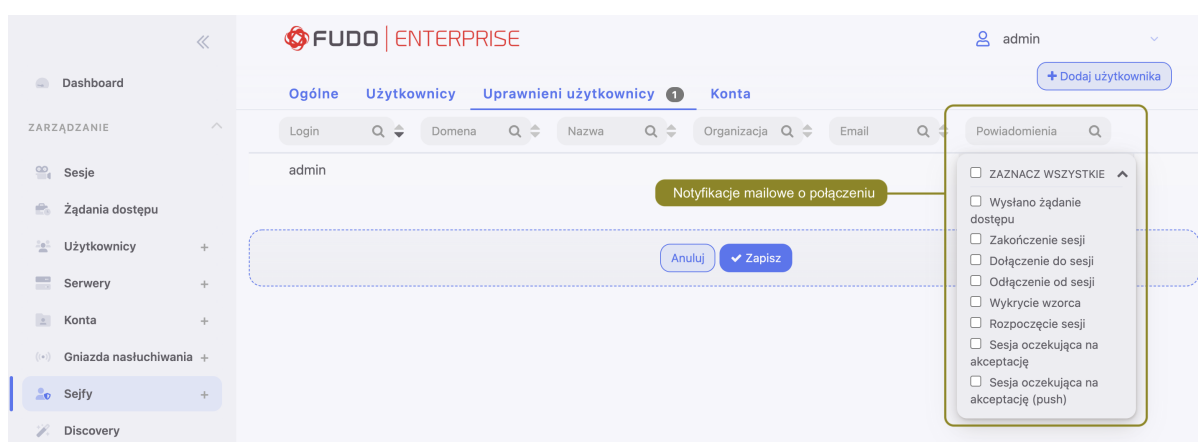 FUDO ENTERPRISE
admin
Dashboard
+ Dodaj użytkownika
Ogólne Użytkownicy Uprawnieni użytkownicy 1 Konta
ZARZĄDZANIE
Login Domena Nazwa Organizacja Email Powiadomienia
Sesje
admin
ZAZNACZ WSZYSTKIE
Notyfikacje mailowe o połączeniu
Wysłano żądanie
dostępu
Żądania dostępu
Zakończenie sesji
Użytkownicy +
Anuluj Zapisz
Dołączenie do sesji
Odłączenie od sesji
Serwery +
Wykrycie wzorca
Konta +
Rozpoczęcie sesji
Sesja oczekująca na
akceptację
Gniazda nasłuchiwania +
Sesja oczekująca na
akceptację (push)
Sejfy +
Discovery